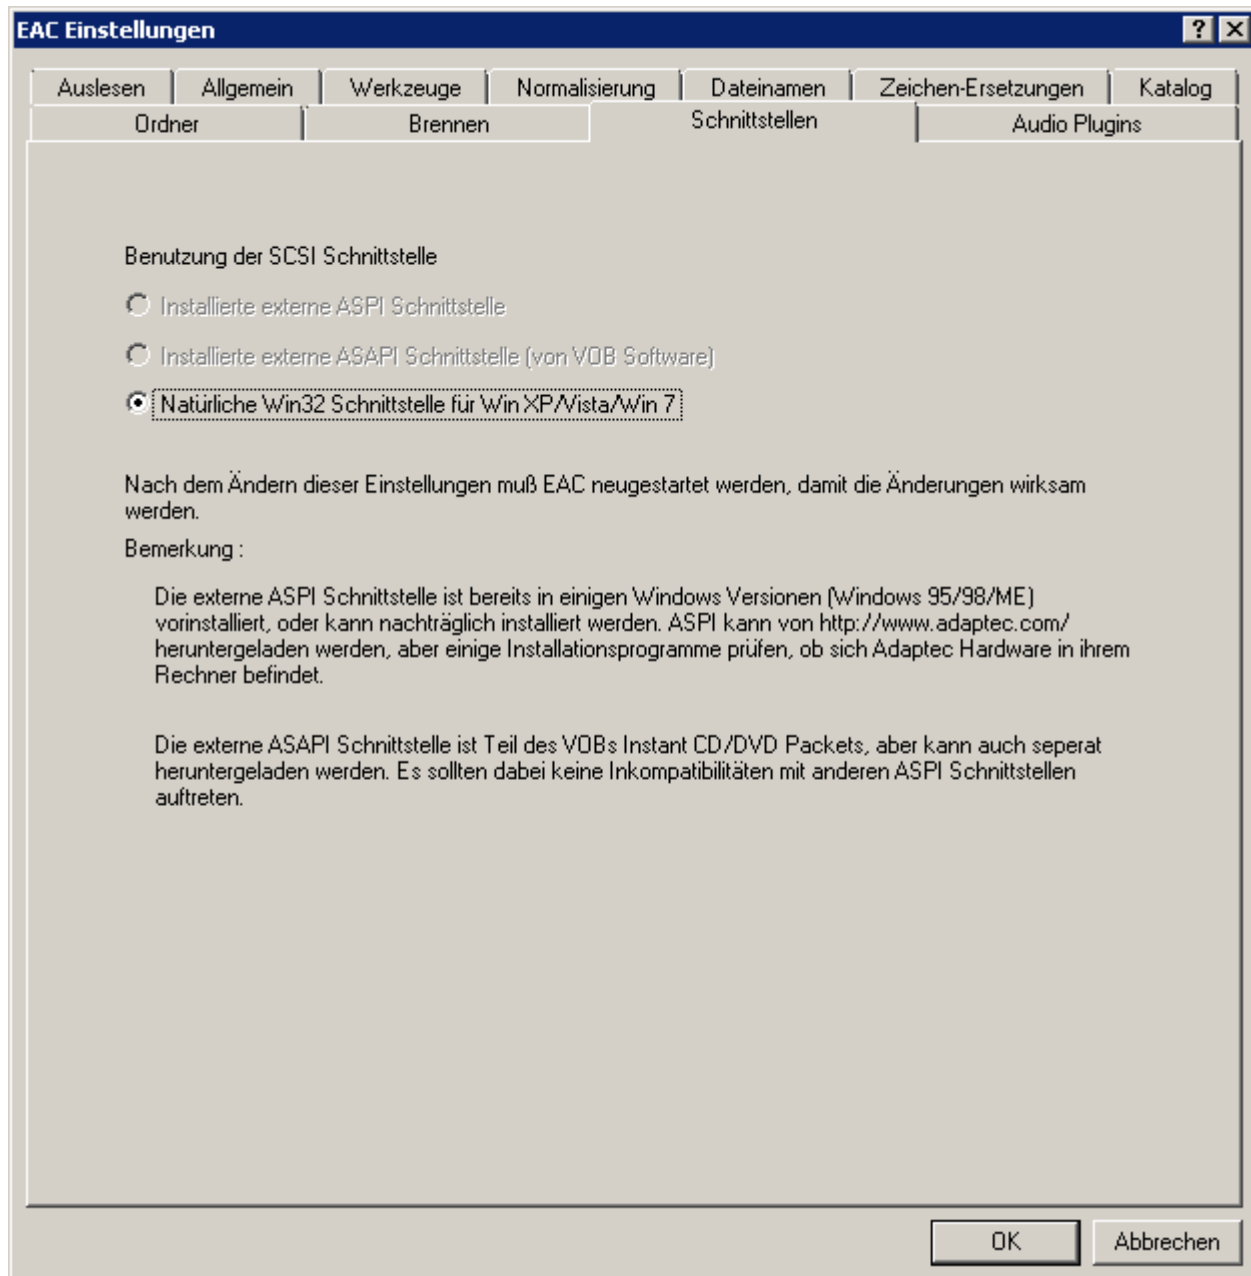 EAC Einstellungen
Auslesen Allgemein Werkzeuge Normalisierung Dateinamen Zeichen-Ersetzungen Katalog
Ordner Brennen Schnittstellen Audio Plugins
Benutzung der SCSI Schnittstelle
Installierte externe ASPI Schnittstelle
Installierte externe ASAPI Schnittstelle (von VOB Software)
Natürliche Win32 Schnittstelle für Win XP/Vista/Win 7
Nach dem Ändern dieser Einstellungen muß EAC neugestartet werden, damit die Änderungen wirksam
werden.
Bemerkung :
Die externe ASPI Schnittstelle ist bereits in einigen Windows Versionen (Windows 95/98/ME)
vorinstalliert, oder kann nachträglich installiert werden. ASPI kann von http://www.adaptec.com/
heruntergeladen werden, aber einige Installationsprogramme prüfen, ob sich Adaptec Hardware in ihrem
Rechner befindet.
Die externe ASAPI Schnittstelle ist Teil des VOBs Instant CD/DVD Packets, aber kann auch seperat
heruntergeladen werden. Es sollten dabei keine Inkompatibilitäten mit anderen ASPI Schnittstellen
auftreten.
OK Abbrechen